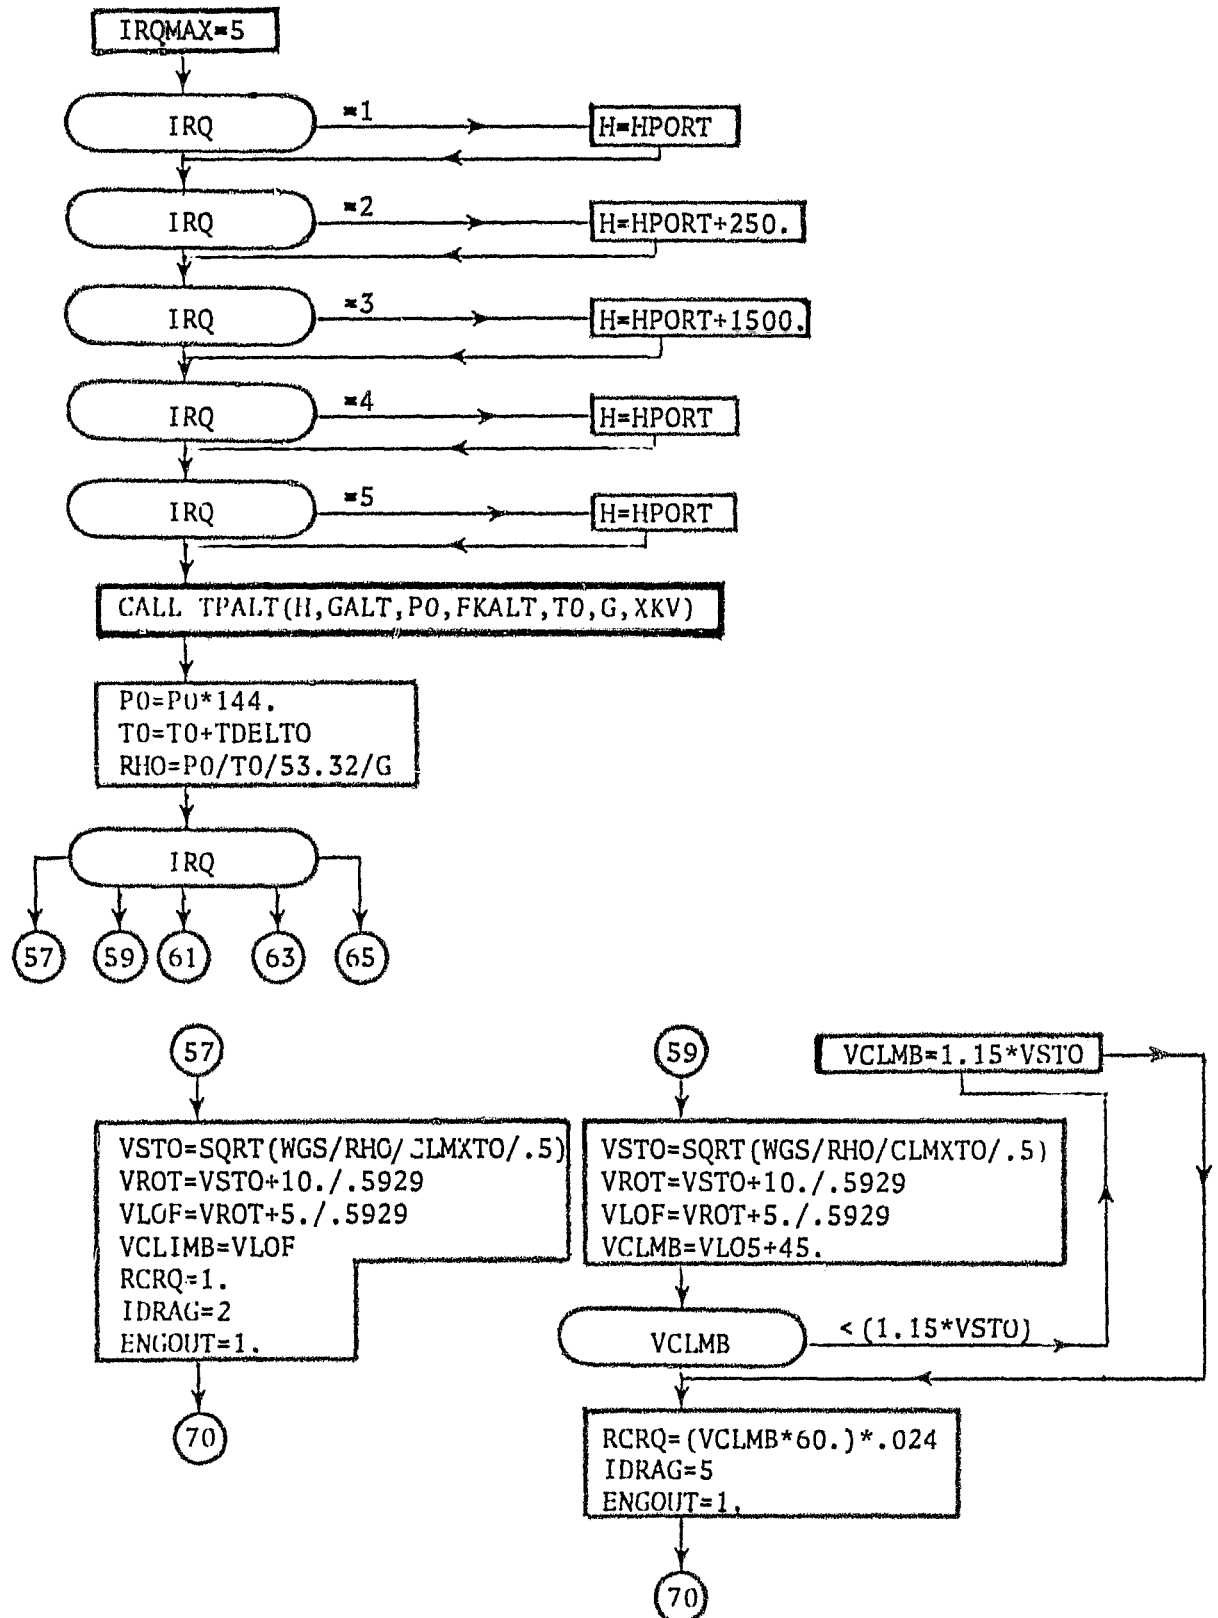 IRQMAX=5
IRQ
=1
H=HPORT
IRQ
=2
H=HPORT+250.
IRQ
=3
H=HPORT+1500.
IRQ
=4
H=HPORT
IRQ
=5
H=HPORT
CALL TPALT(H,GALT,PO,FKALT,TO,G,XKV)
PO=PO*144.
TO=TO+TDELTO
RHO=PO/TO/53.32/G
IRQ
57
59
61
63
65
57
VSTO=SQRT(WGS/RHO/CLMXTO/.5)
VROT=VSTO+10./.5929
VLOF=VROT+5./.5929
VCLIMB=VLOF
RCRQ=1.
IDRAG=2
ENGOUT=1.
70
59
VCLMB=1.15*VSTO
VSTO=SQRT(WGS/RHO/CLMXTO/.5)
VROT=VSTO+10./.5929
VLOF=VROT+5./.5929
VCLMB=VLO5+45.
VCLMB
<(1.15*VSTO)
RCRQ=(VCLMB*60.)*.024
IDRAG=5
ENGOUT=1.
70